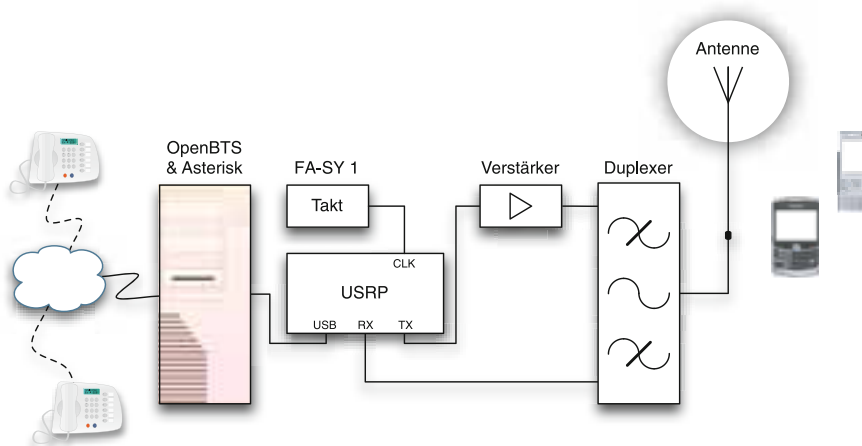 Antenne
OpenBTS
& Asterisk
FA-SY 1
Verstärker
Duplexer
Takt
CLK
USRP
USB
RX
TX